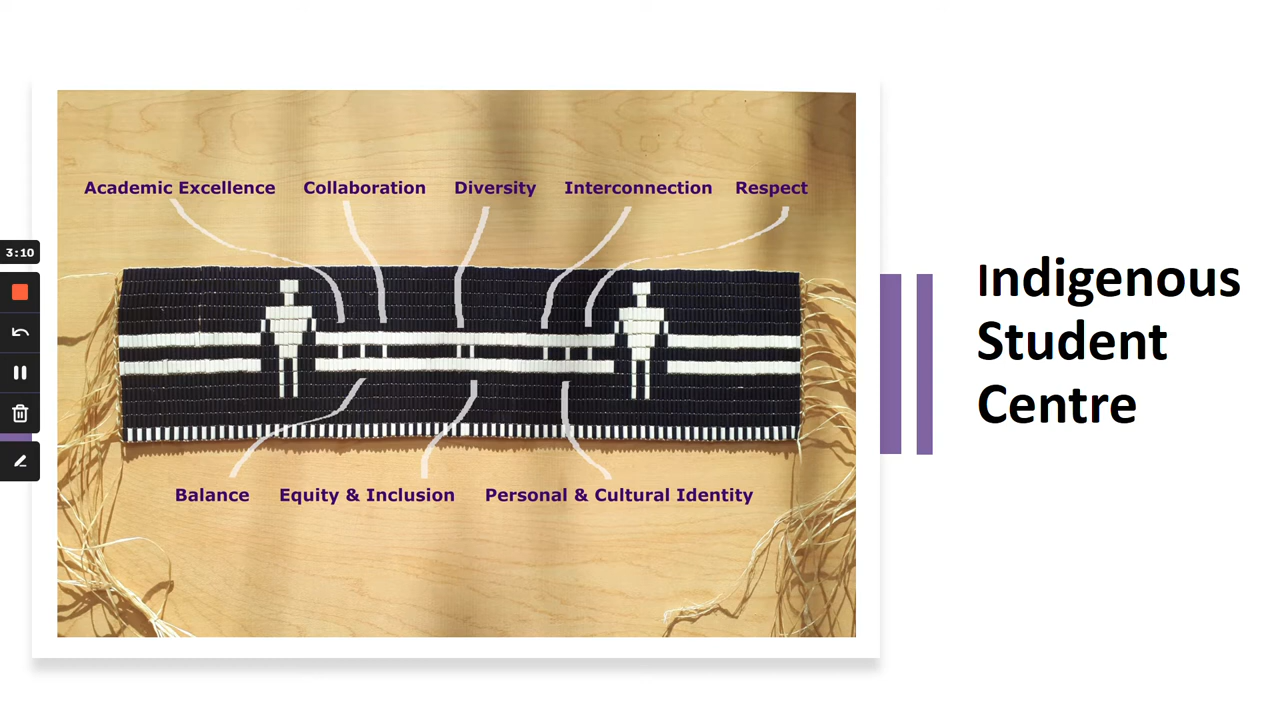 Academic Excellence Collaboration Diversity Interconnection Respect
3:10
Balance Equity & Inclusion Personal & Cultural Identity
Indigenous
Student
Centre